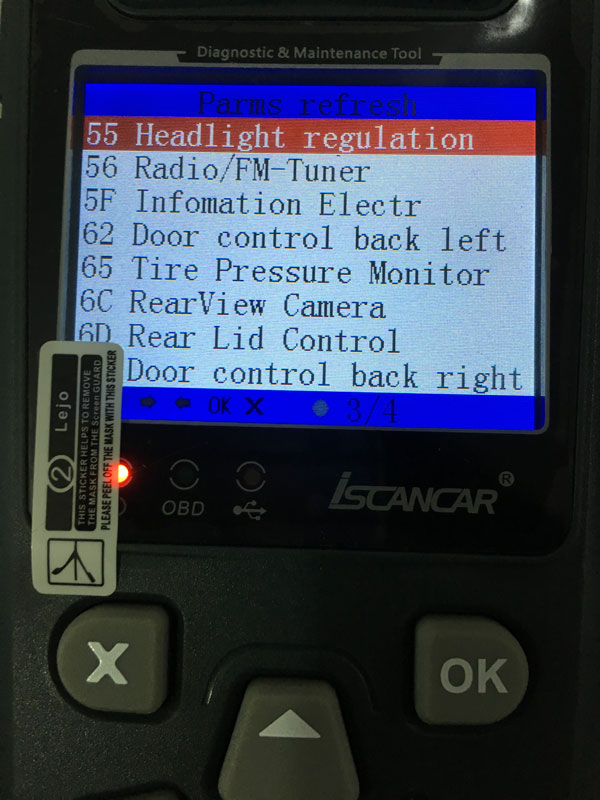 Diagnostic & Maintenance Tool
Parms refresh
55 Headlight regulation
56 Radio/FM-Tuner
5F Infomation Electr
62 Door control back left
65 Tire Pressure Monitor
6C RearView Camera
6D Rear Lid Control
Door control back right
OK X 3/4
OBD
iSCANCAR®
② Lejo
THIS STICKER HELPS TO REMOVE
THE MASK FROM THE Screen GUARD
PLEASE PEEL OFF THE MASK WITH THIS STICKER
X
OK